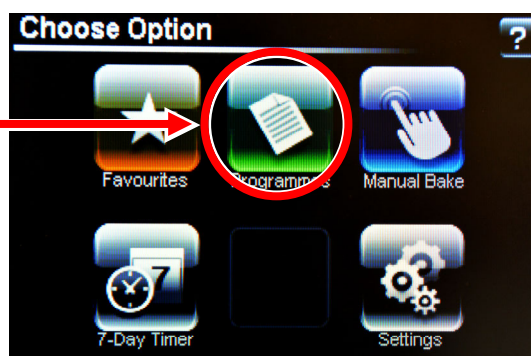 Choose Option
?
Favourites Programmes Manual Bake
7
7-Day Timer Settings